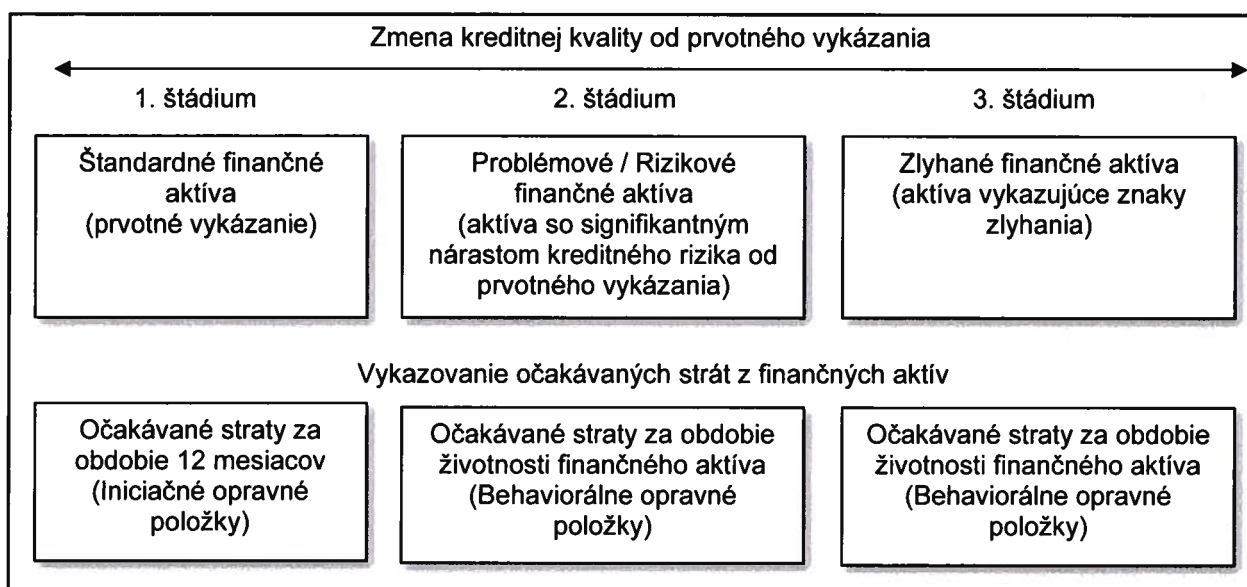 Zmena kreditnej kvality od prvotného vykázania
1. štádium
2. štádium
3. štádium
Štandardné finančné
aktíva
(prvotné vykázanie)
Problémové / Rizikové
finančné aktíva
(aktíva so signifikantným
nárastom kreditného rizika od
prvotného vykázania)
Zlyhané finančné aktíva
(aktíva vykazujúce znaky
zlyhania)
Vykazovanie očakávaných strát z finančných aktív
Očakávané straty za
obdobie 12 mesiacov
(Iniciačné opravné
položky)
Očakávané straty za obdobie
životnosti finančného aktíva
(Behaviorálne opravné
položky)
Očakávané straty za obdobie
životnosti finančného aktíva
(Behaviorálne opravné
položky)